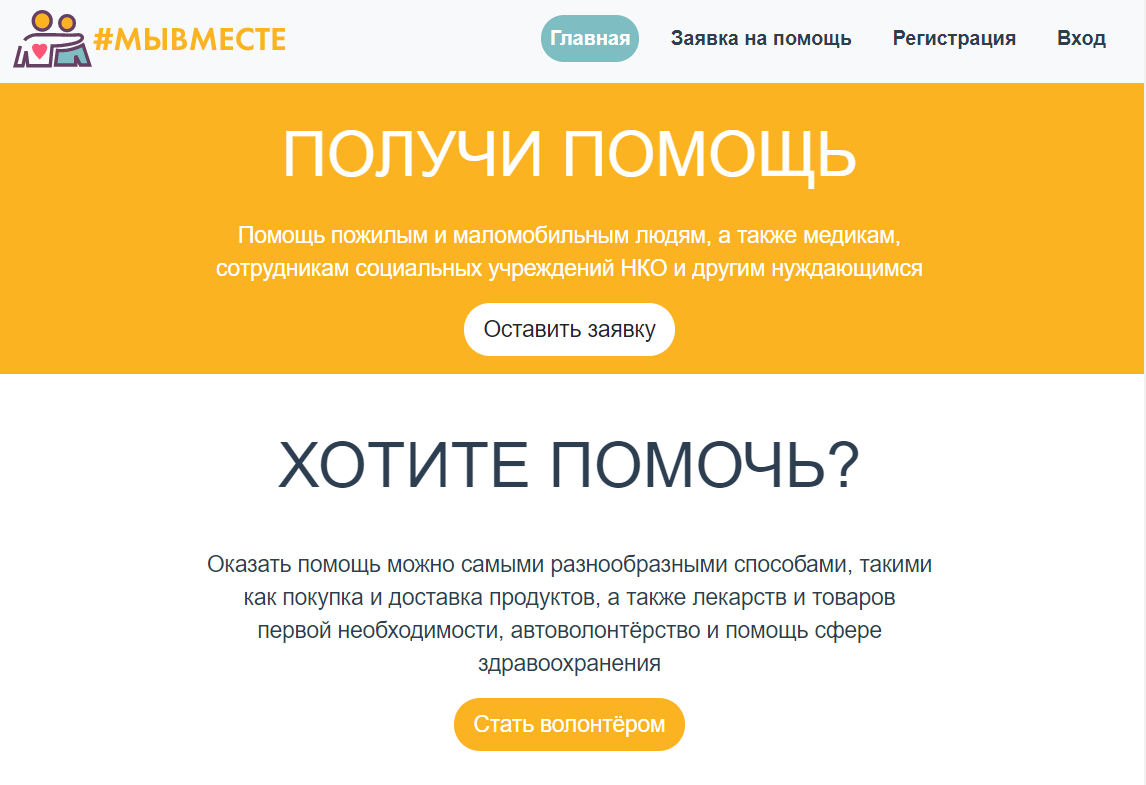 #МЫВМЕСТЕ
Главная
Заявка на помощь
Регистрация
Вход
ПОЛУЧИ ПОМОЩЬ
Помощь пожилым и маломобильным людям, а также медикам,
сотрудникам социальных учреждений НКО и другим нуждающимся
Оставить заявку
ХОТИТЕ ПОМОЧЬ?
Оказать помощь можно самыми разнообразными способами, такими
как покупка и доставка продуктов, а также лекарств и товаров
первой необходимости, автоволонтёрство и помощь сфере
здравоохранения
Стать волонтёром